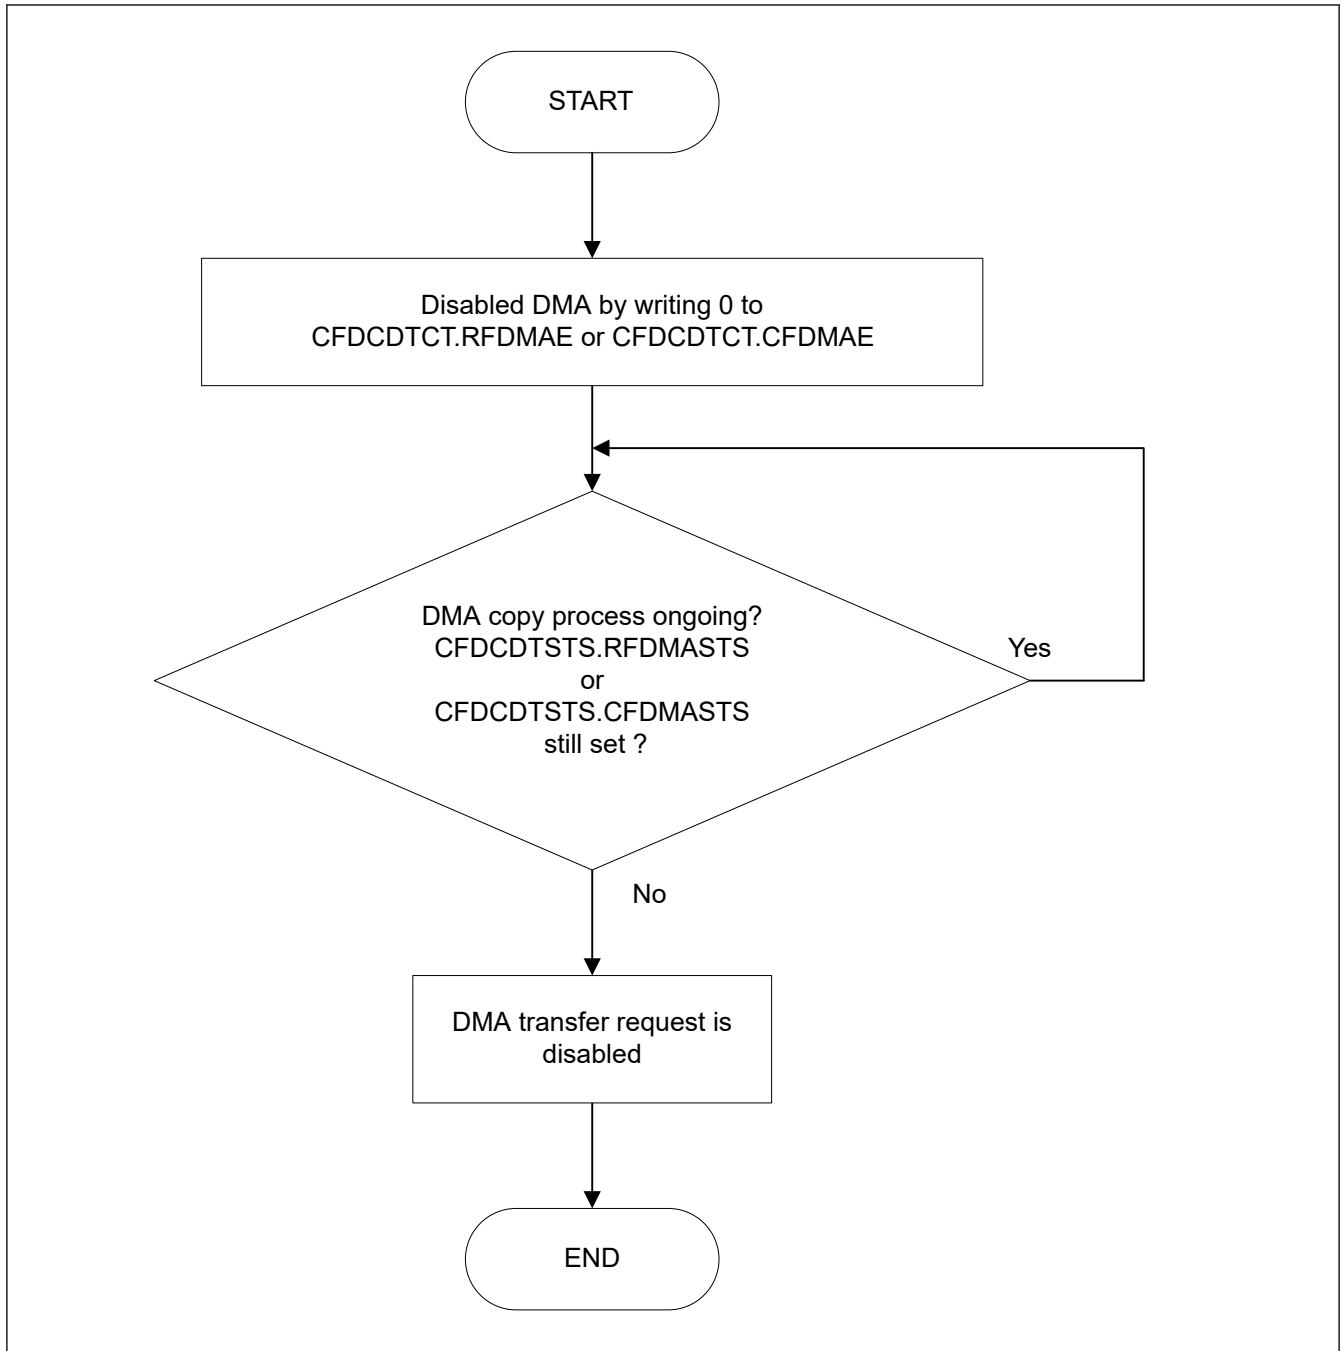 START
Disabled DMA by writing 0 to
CFDCDTCT.RFDMAE or CFDCDTCT.CFDMAE
DMA copy process ongoing?
CFDCDTSTS.RFDMASTS
or
CFDCDTSTS.CFDMASTS
still set ?
Yes
No
DMA transfer request is
disabled
END